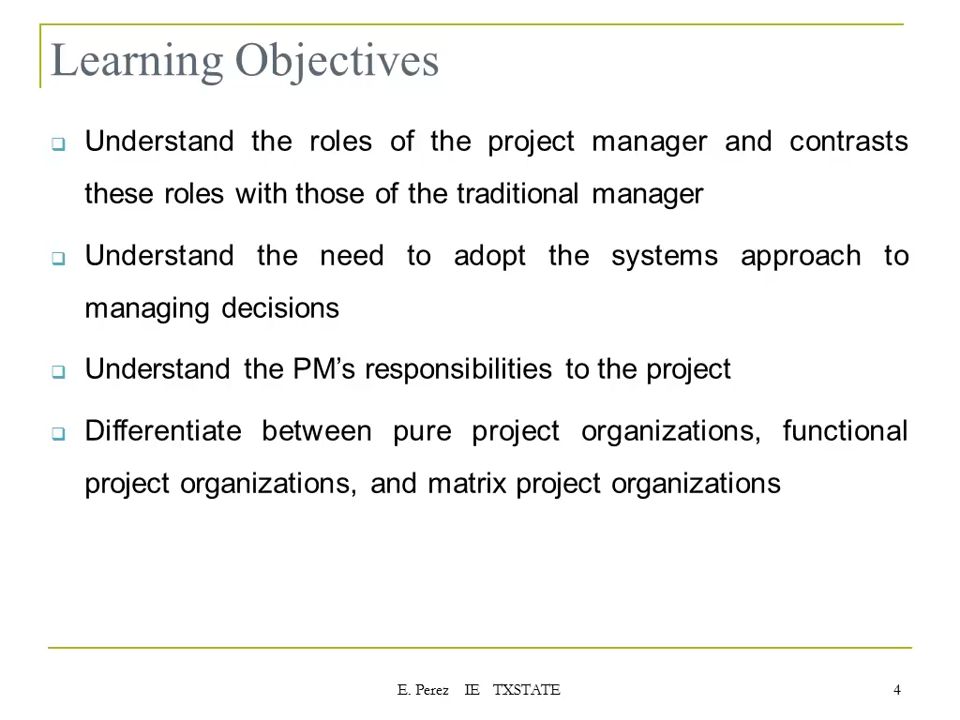 Learning Objectives
Understand the roles of the project manager and contrasts
these roles with those of the traditional manager
Understand the need to adopt the systems approach to
managing decisions
Understand the PM’s responsibilities to the project
Differentiate between pure project organizations, functional
project organizations, and matrix project organizations
E. Perez IE TXSTATE 4